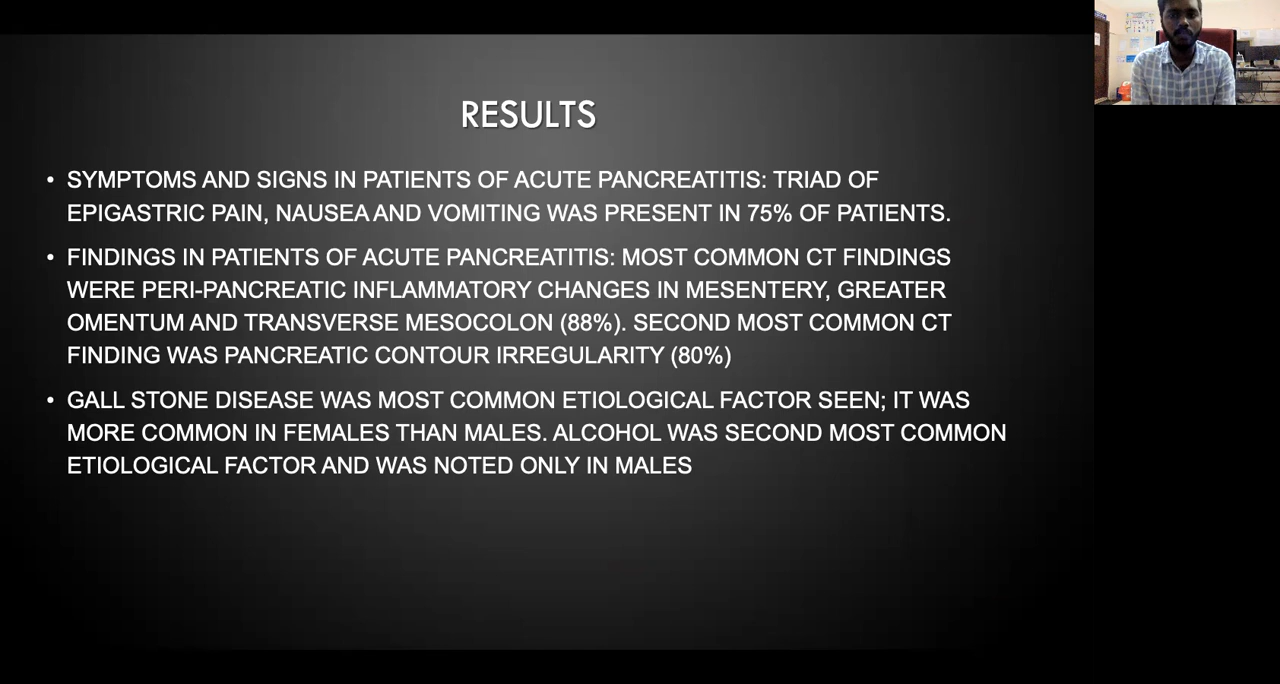 RESULTS
• SYMPTOMS AND SIGNS IN PATIENTS OF ACUTE PANCREATITIS: TRIAD OF
EPIGASTRIC PAIN, NAUSEA AND VOMITING WAS PRESENT IN 75% OF PATIENTS.
• FINDINGS IN PATIENTS OF ACUTE PANCREATITIS: MOST COMMON CT FINDINGS
WERE PERI-PANCREATIC INFLAMMATORY CHANGES IN MESENTERY, GREATER
OMENTUM AND TRANSVERSE MESOCOLON (88%). SECOND MOST COMMON CT
FINDING WAS PANCREATIC CONTOUR IRREGULARITY (80%)
• GALL STONE DISEASE WAS MOST COMMON ETIOLOGICAL FACTOR SEEN; IT WAS
MORE COMMON IN FEMALES THAN MALES. ALCOHOL WAS SECOND MOST COMMON
ETIOLOGICAL FACTOR AND WAS NOTED ONLY IN MALES